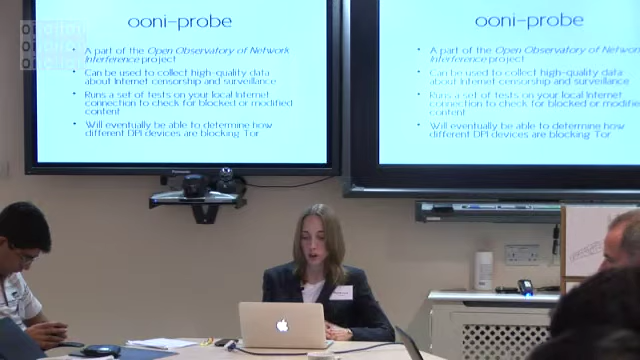 ooni-probe
• A part of the Open Observatory of Network
Interference project
• Can be used to collect high-quality data
about Internet censorship and surveillance
• Runs a set of tests on your local Internet
connection to check for blocked or modified
content
• Will eventually be able to determine how
different DPI devices are blocking Tor
ooni-probe
• A part of the Open Observatory of Network
Interference project
• Can be used to collect high-quality data
about Internet censorship and surveillance
• Runs a set of tests on your local Internet
connection to check for blocked or modified
content
• Will eventually be able to determine how
different DPI devices are blocking Tor
Panasonic